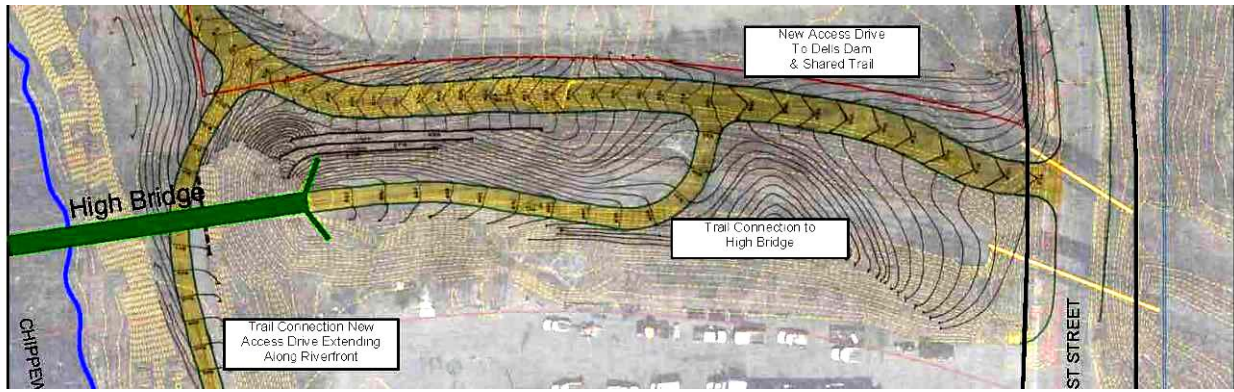 New Access Drive
To Dells Dam
& Shared Trail
High Bridge
Trail Connection to
High Bridge
Trail Connection New
Access Drive Extending
Along Riverfront
CHIPPEW
ST STREET